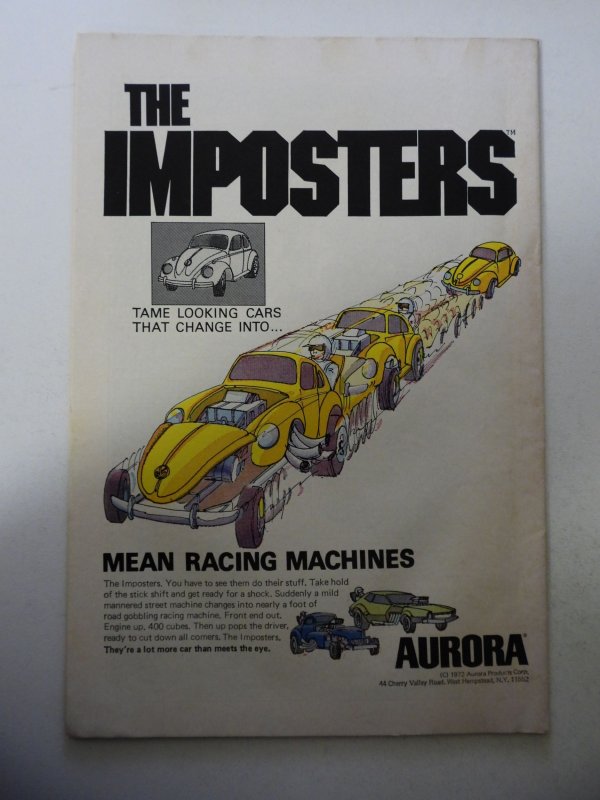 THE
IMPOSTERS™
TAME LOOKING CARS
THAT CHANGE INTO...
MEAN RACING MACHINES
The Imposters. You have to see them do their stuff. Take hold
of the stick shift and get ready for a shock. Suddenly a mild
mannered street machine changes into nearly a foot of
road gobbling racing machine. Front end out.
Engine up, 400 cubes. Then up pops the driver,
ready to cut down all comers. The Imposters.
They're a lot more car than meets the eye.
AURORA®
(C) 1972 Aurora Products Corp.
44 Cherry Valley Road, West Hempstead, N.Y. 11552